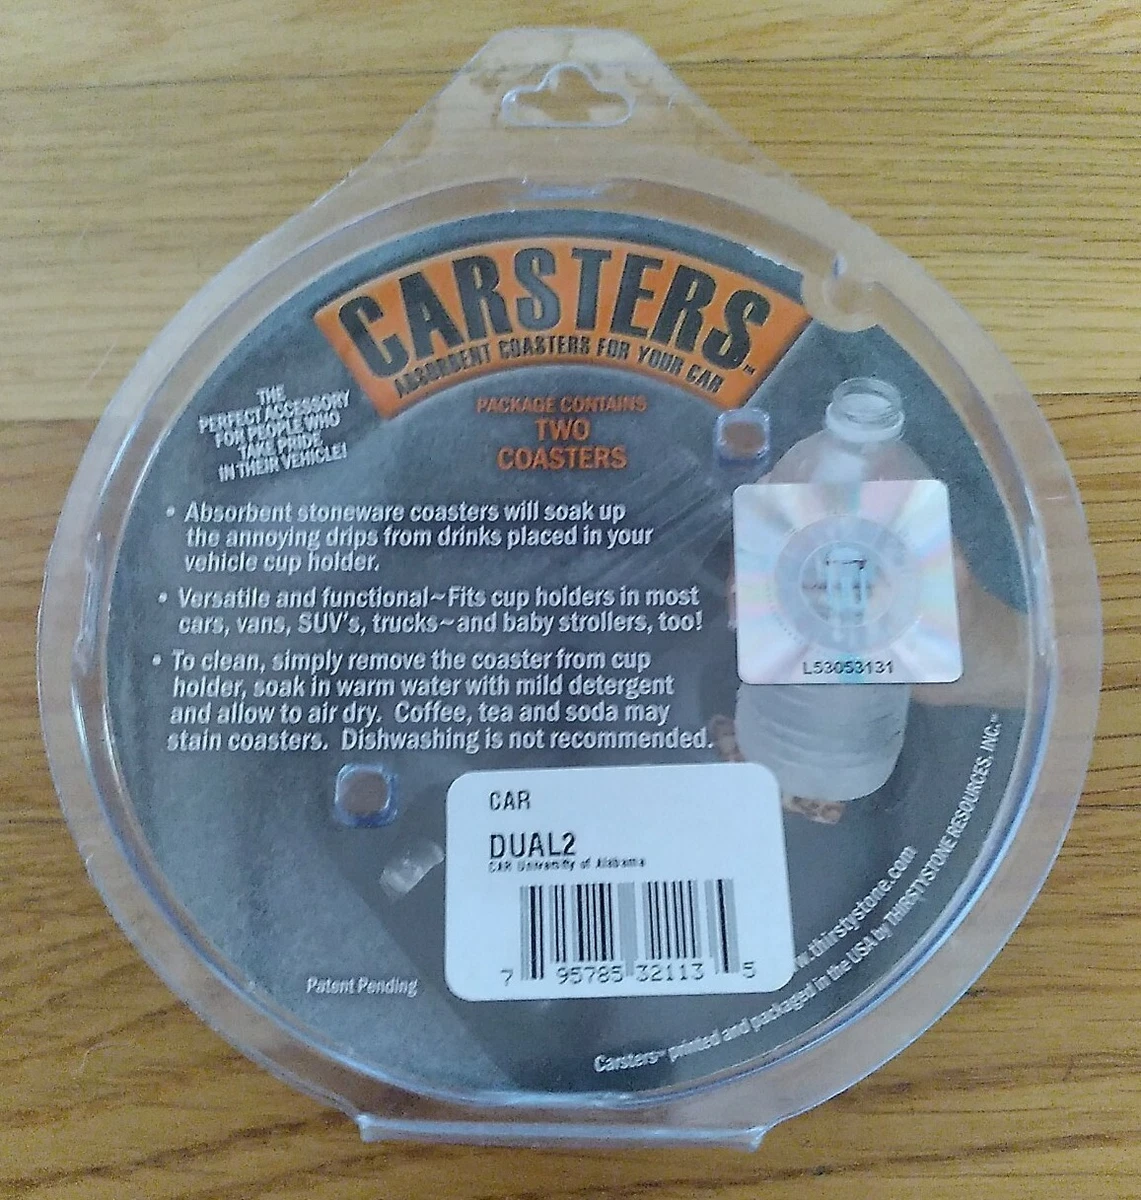 CARSTERS™
ABSORBENT COASTERS FOR YOUR CAR
THE
PERFECT ACCESSORY
FOR PEOPLE WHO
TAKE PRIDE
IN THEIR VEHICLE!
PACKAGE CONTAINS
TWO
COASTERS
• Absorbent stoneware coasters will soak up
the annoying drips from drinks placed in your
vehicle cup holder.
• Versatile and functional~Fits cup holders in most
cars, vans, SUV's, trucks~and baby strollers, too!
• To clean, simply remove the coaster from cup
holder, soak in warm water with mild detergent
and allow to air dry. Coffee, tea and soda may
stain coasters. Dishwashing is not recommended.
L53053131
CAR
DUAL2
CAR University of Alabama
7 95785 32113 5
Patent Pending
w.thirstystone.com
Carsters™ printed and packaged in the USA by THIRSTYSTONE RESOURCES, INC.™